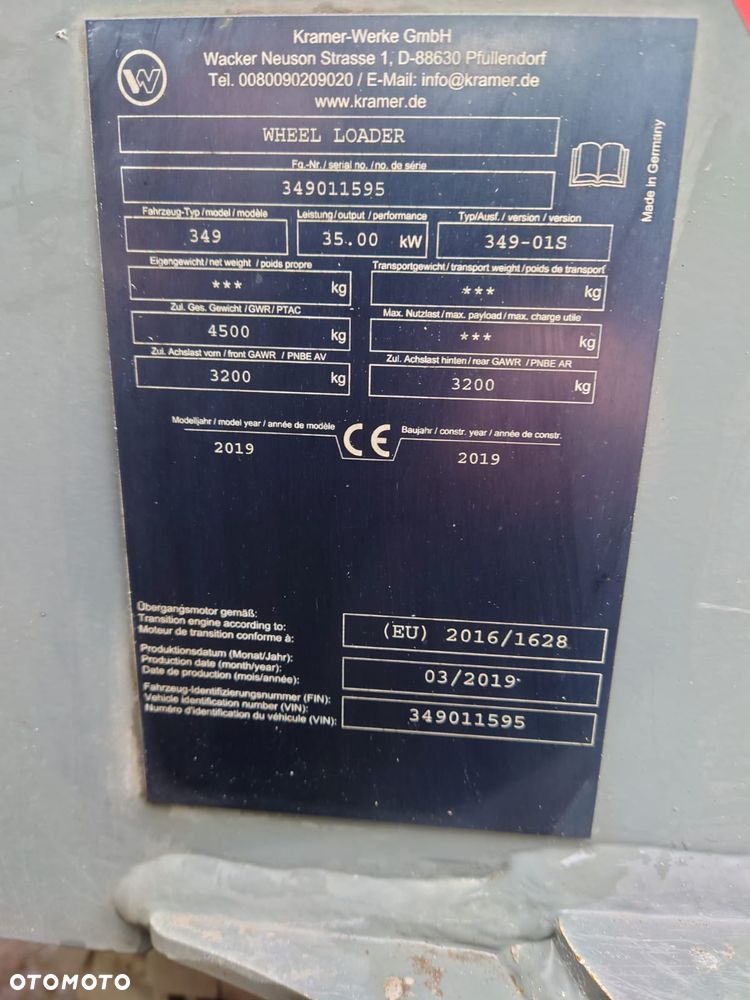 Kramer-Werke GmbH
Wacker Neuson Strasse 1, D-88630 Pfullendorf
Tel. 0080090209020 / E-Mail: info@kramer.de
www.kramer.de
WHEEL LOADER
Made in Germany
Fg.-Nr./ serial no. / no. de série
349011595
Fahrzeug-Typ / model / modèle
Leistung / output / performance
Typ/Ausf. / version / version
349
35.00 kW
349-01S
Eigengewicht / net weight / poids propre
Transportgewicht / transport weight / poids de transport
*** kg
*** kg
Zul. Ges. Gewicht / GWR / PTAC
Max. Nutzlast / max. payload / max. charge utile
4500 kg
*** kg
Zul. Achslast vorn / front GAWR / PNBE AV
Zul. Achslast hinten / rear GAWR / PNBE AR
3200 kg
3200 kg
Modelljahr / model year / année de modèle
CE
Baujahr / constr. year / année de constr.
2019
2019
Übergangsmotor gemäß:
Transition engine according to:
Moteur de transition conforme à:
(EU) 2016/1628
Produktionsdatum (Monat/Jahr):
Production date (month/year):
Date de production (mois/année):
03/2019
Fahrzeug-Identifizierungsnummer (FIN):
Vehicle identification number (VIN):
Numéro d'identification du véhicule (VIN):
349011595
OTOMOTO